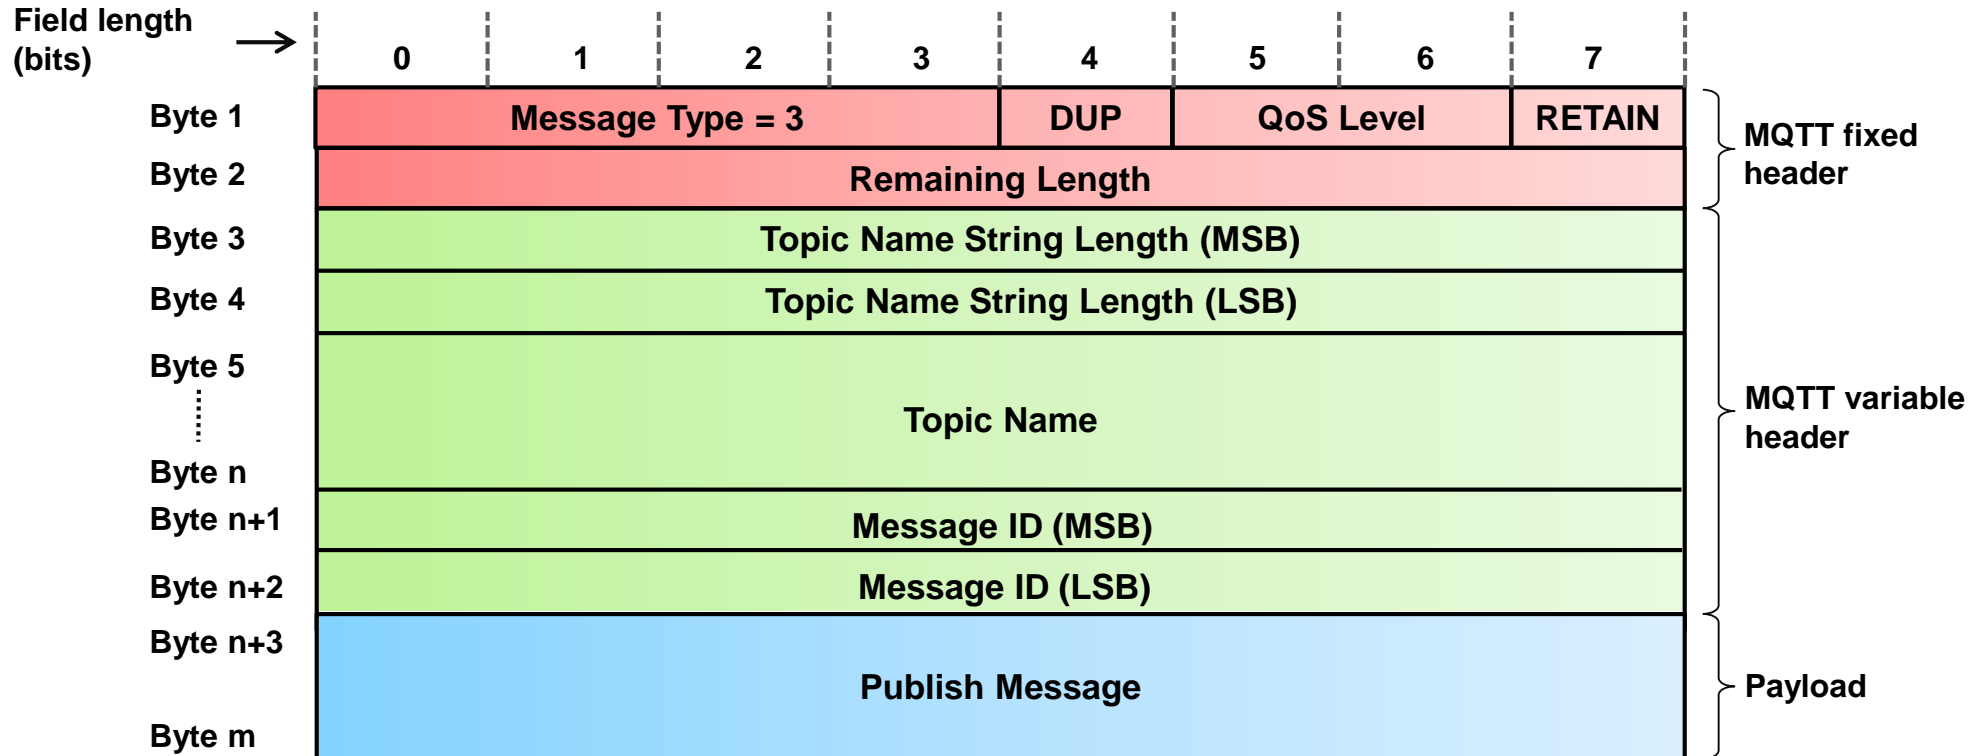 Field length
(bits)
0 1 2 3 4 5 6 7
Byte 1 Message Type = 3 DUP QoS Level RETAIN
MQTT fixed
header
Byte 2 Remaining Length
Byte 3 Topic Name String Length (MSB)
Byte 4 Topic Name String Length (LSB)
Byte 5
Topic Name
Byte n
MQTT variable
header
Byte n+1 Message ID (MSB)
Byte n+2 Message ID (LSB)
Byte n+3
Publish Message
Payload
Byte m